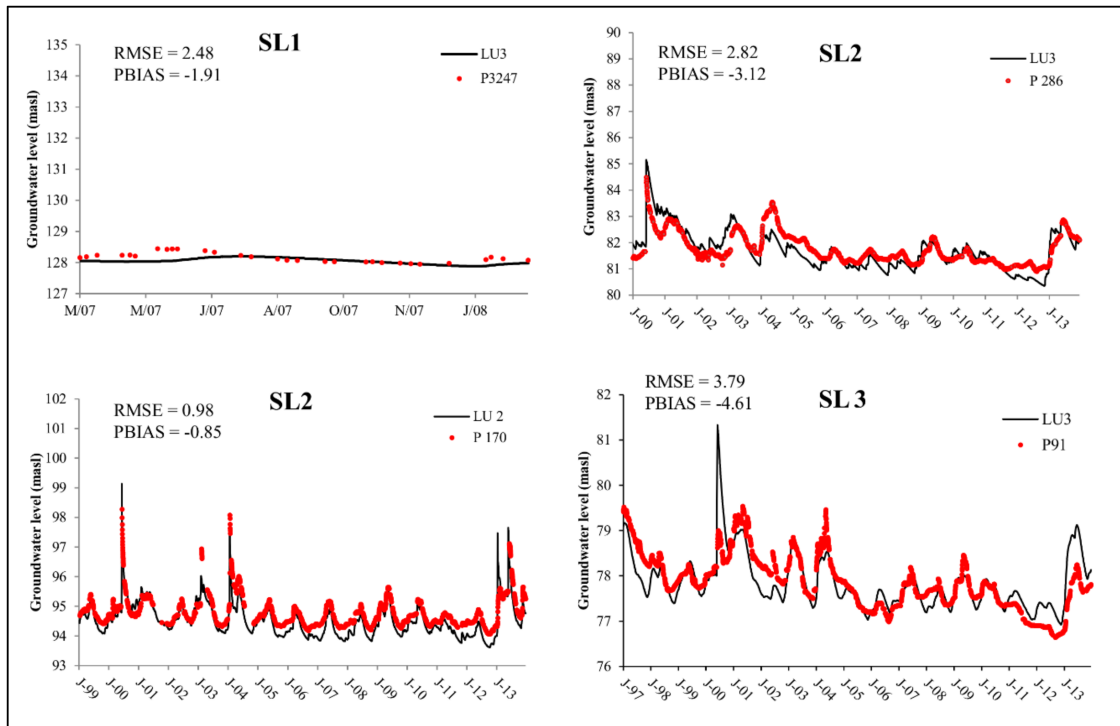 SL1
RMSE = 2.48
PBIAS = -1.91
LU3
P3247
Groundwater level (masl)
135
134
133
132
131
130
129
128
127
M/07
M/07
J/07
A/07
O/07
N/07
J/08
SL2
RMSE = 2.82
PBIAS = -3.12
LU3
P 286
Groundwater level (masl)
90
89
88
87
86
85
84
83
82
81
80
J-00
J-01
J-02
J-03
J-04
J-05
J-06
J-07
J-08
J-09
J-10
J-11
J-12
J-13
SL2
RMSE = 0.98
PBIAS = -0.85
LU 2
P 170
Groundwater level (masl)
102
101
100
99
98
97
96
95
94
93
J-99
J-00
J-01
J-02
J-03
J-04
J-05
J-06
J-07
J-08
J-09
J-10
J-11
J-12
J-13
SL 3
RMSE = 3.79
PBIAS = -4.61
LU3
P91
Groundwater level (masl)
82
81
80
79
78
77
76
J-97
J-98
J-99
J-00
J-01
J-02
J-03
J-04
J-05
J-06
J-07
J-08
J-09
J-10
J-11
J-12
J-13